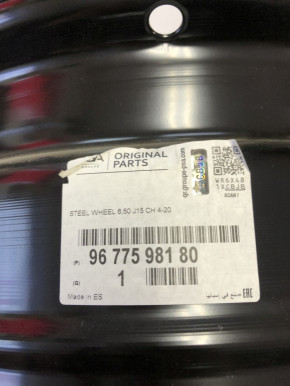 ORIGINAL
PARTS
STEEL WHEEL 6.50 J15 CH 4-20
(P) 96 775 981 80
(Q) 1
Made in ES
SCAN!
EAC